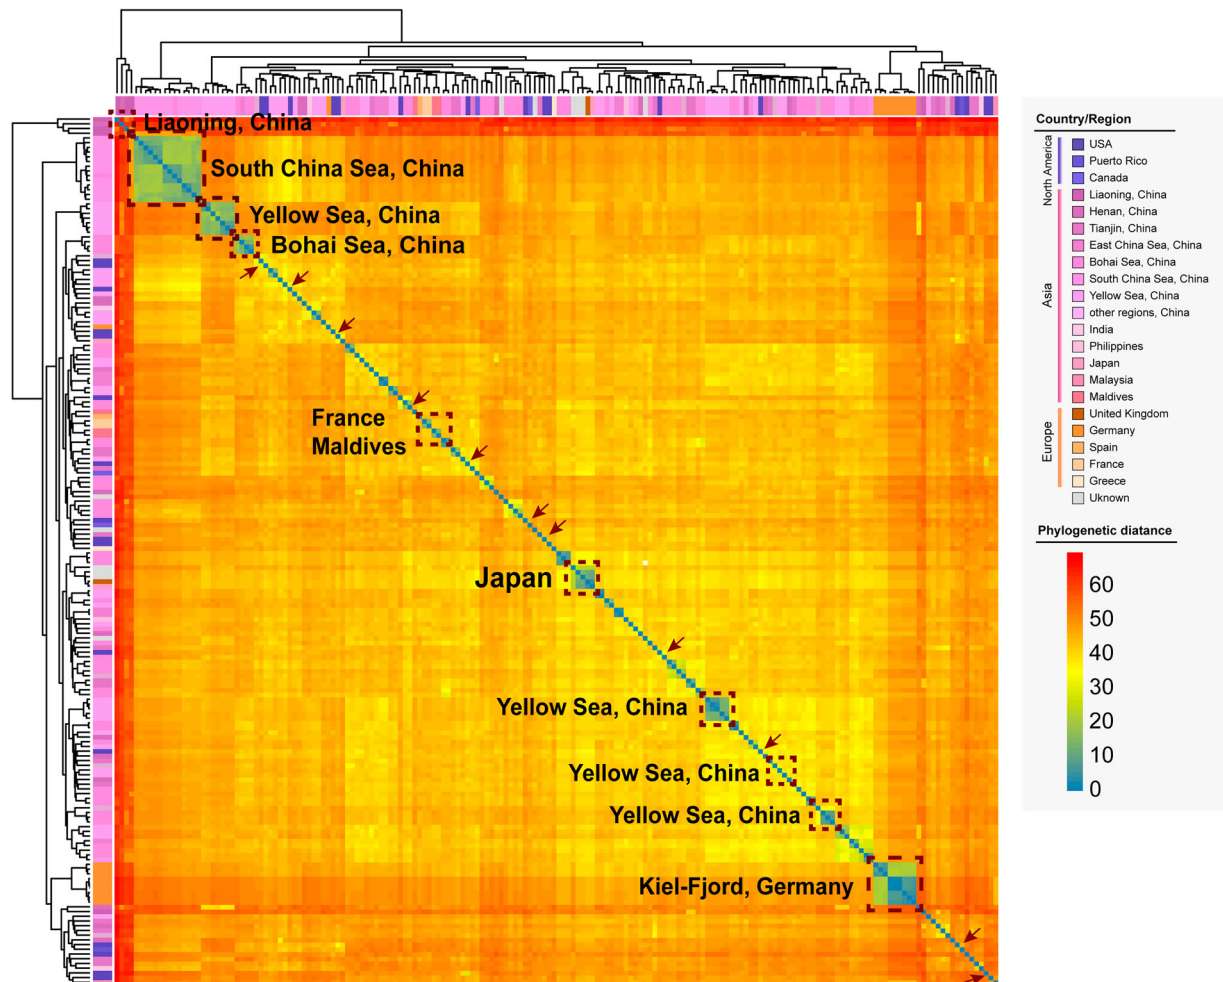 Liaoning, China
South China Sea, China
Yellow Sea, China
Bohai Sea, China
France
Maldives
Japan
Yellow Sea, China
Yellow Sea, China
Yellow Sea, China
Kiel-Fjord, Germany
Country/Region
North America
USA
Puerto Rico
Canada
Asia
Liaoning, China
Henan, China
Tianjin, China
East China Sea, China
Bohai Sea, China
South China Sea, China
Yellow Sea, China
other regions, China
India
Philippines
Japan
Malaysia
Maldives
Europe
United Kingdom
Germany
Spain
France
Greece
Uknown
Phylogenetic diatance
60
50
40
30
20
10
0